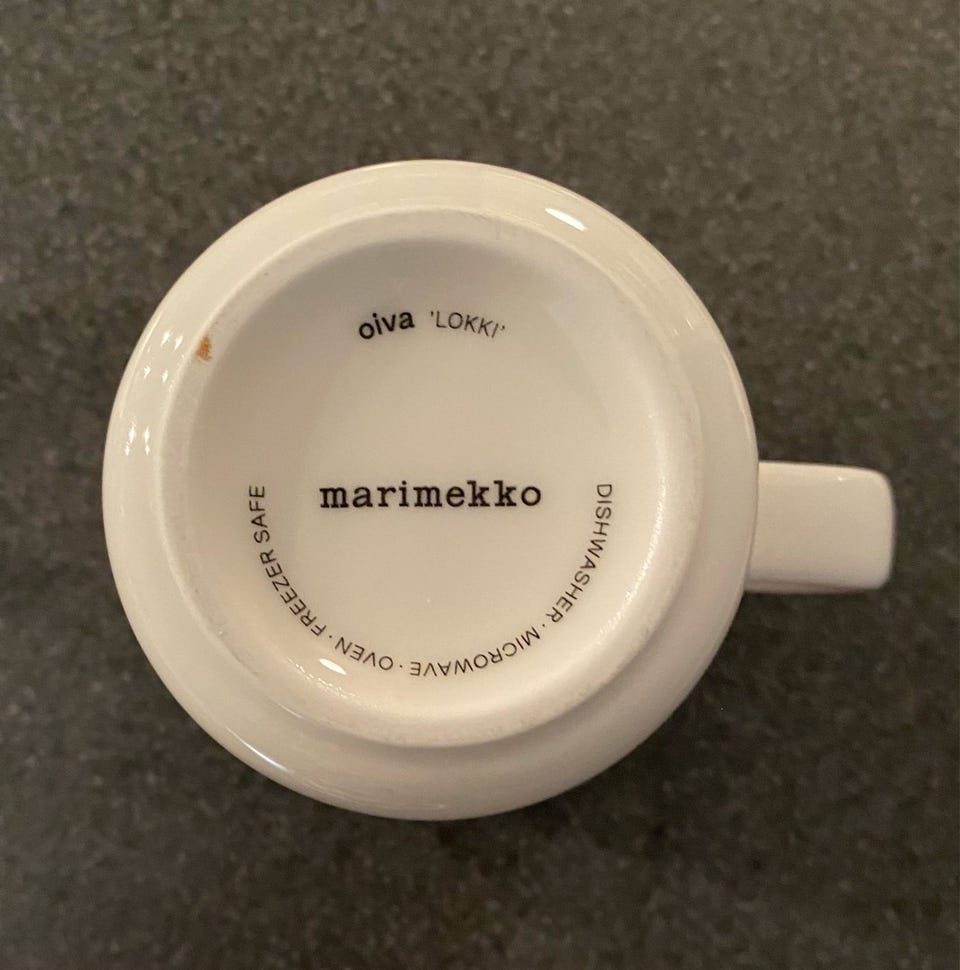 oiva 'LOKKI'
marimekko
DISHWASHER · MICROWAVE · OVEN · FREEZER SAFE